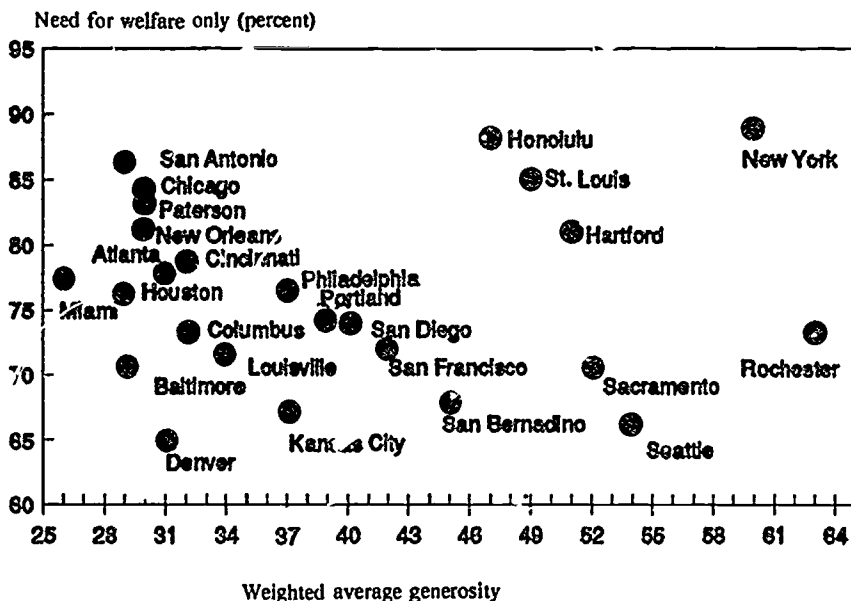 Need for welfare only (percent)
95
90
Honolulu
New York
San Antonio
85
Chicago
St. Louis
Paterson
New Orleans
Hartford
80
Atlanta
Cincinnati
Philadelphia
Houston
Portland
Miami
75
Columbus
San Diego
Louisville
San Francisco
Rochester
70
Baltimore
Sacramento
San Bernadino
Kansas City
65
Denver
Seattle
60
25 28 31 34 37 40 43 46 49 52 55 58 61 64
Weighted average generosity